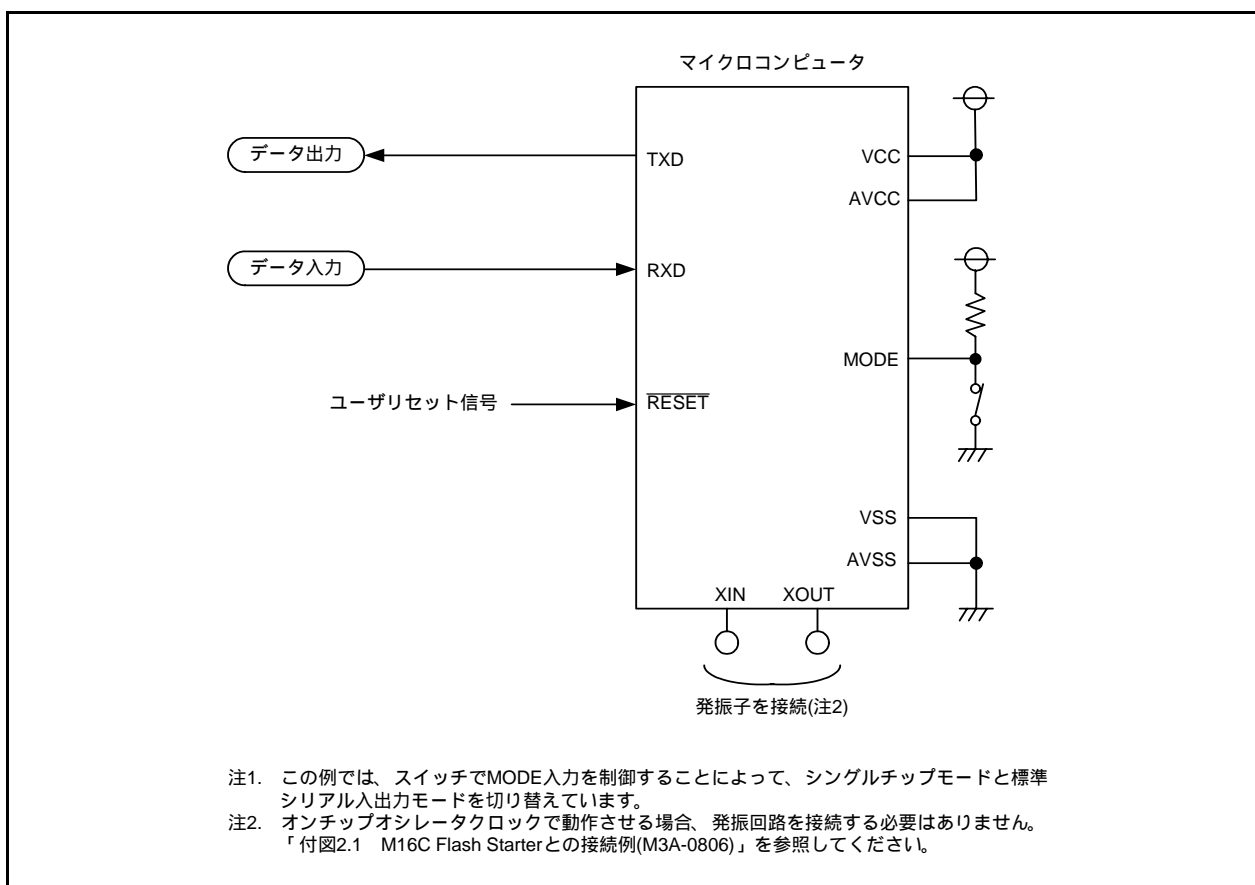 マイクロコンピュータ
データ出力
TXD
VCC
AVCC
データ入力
RXD
MODE
ユーザリセット信号
RESET
VSS
AVSS
XIN
XOUT
発振子を接続(注2)
注1. この例では、スイッチでMODE入力を制御することによって、シングルチップモードと標準
シリアル入出力モードを切り替えています。
注2. オンチップオシレータクロックで動作させる場合、発振回路を接続する必要はありません。
「付図2.1 M16C Flash Starterとの接続例(M3A-0806)」を参照してください。